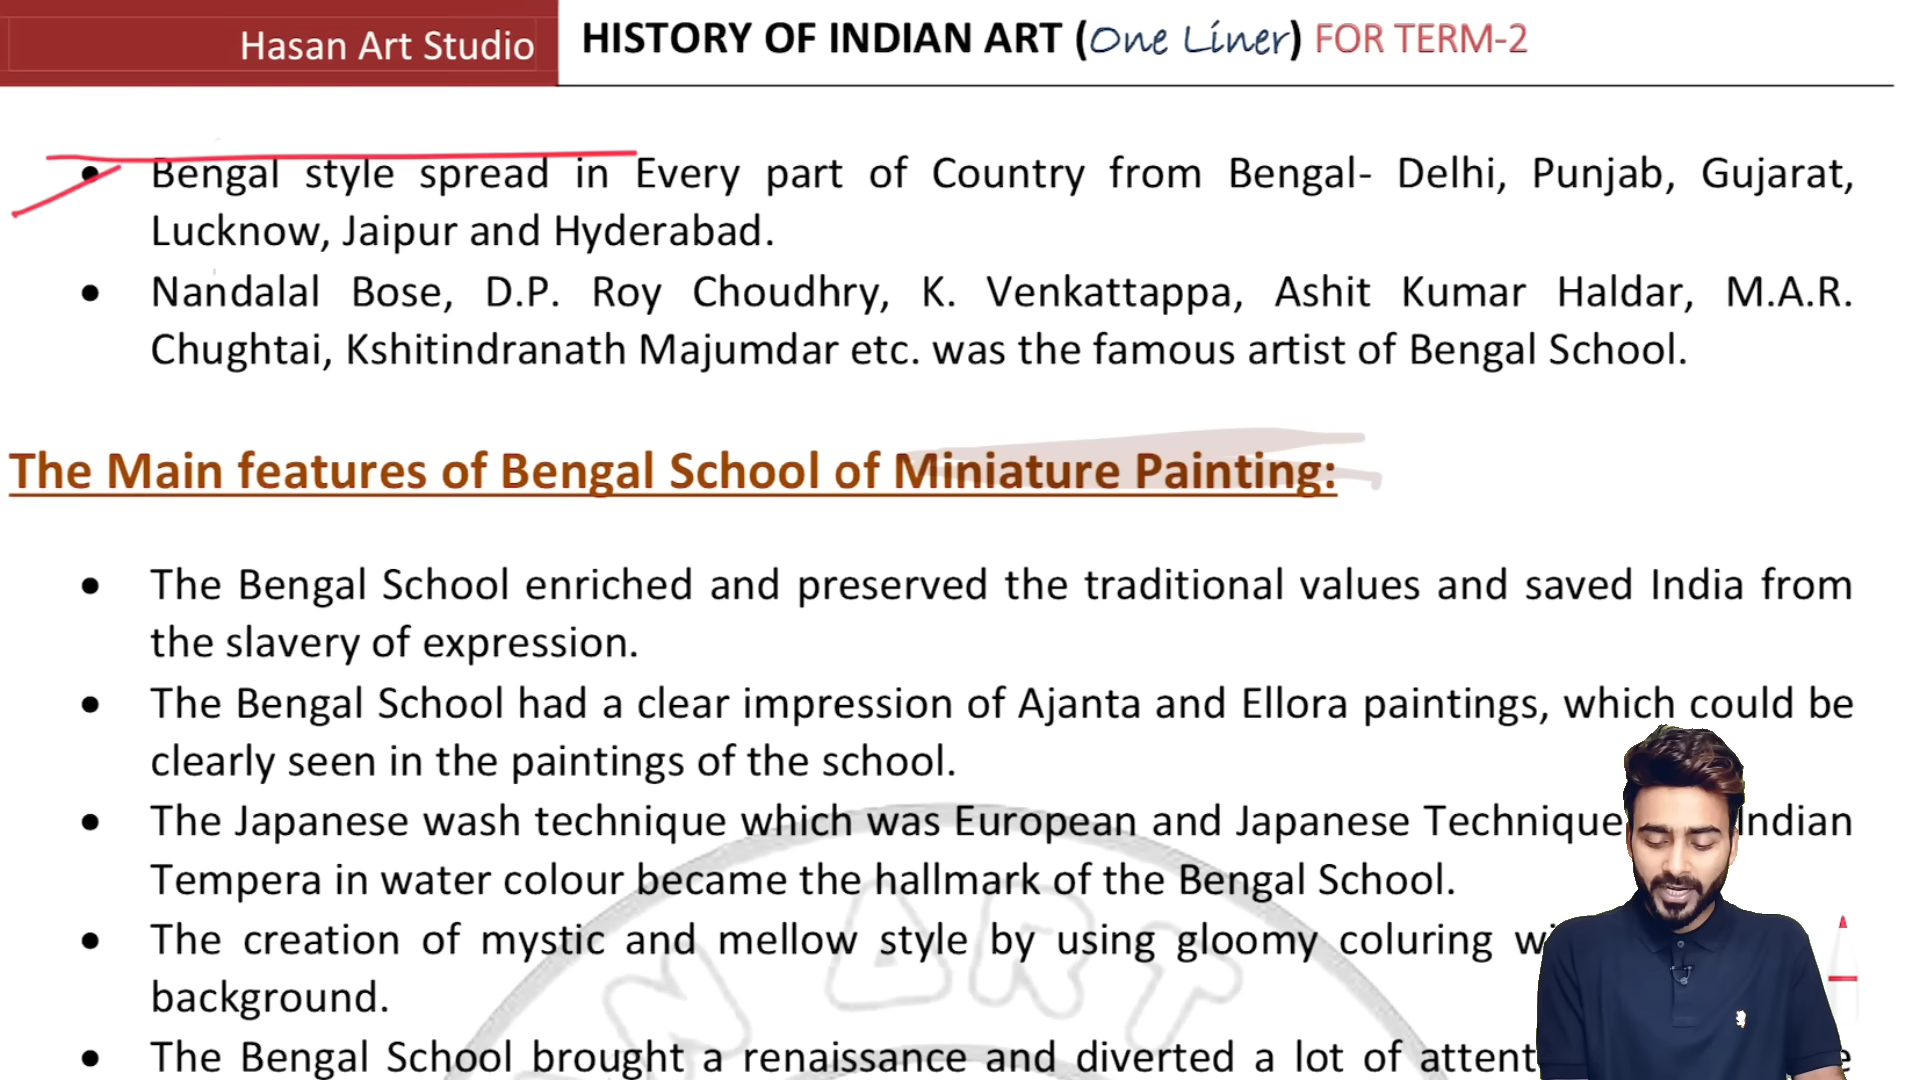 Hasan Art Studio HISTORY OF INDIAN ART (One Liner) FOR TERM-2
• Bengal style spread in Every part of Country from Bengal- Delhi, Punjab, Gujarat,
Lucknow, Jaipur and Hyderabad.
• Nandalal Bose, D.P. Roy Choudhry, K. Venkattappa, Ashit Kumar Haldar, M.A.R.
Chughtai, Kshitindranath Majumdar etc. was the famous artist of Bengal School.
The Main features of Bengal School of Miniature Painting:
• The Bengal School enriched and preserved the traditional values and saved India from
the slavery of expression.
• The Bengal School had a clear impression of Ajanta and Ellora paintings, which could be
clearly seen in the paintings of the school.
• The Japanese wash technique which was European and Japanese Technique Indian
Tempera in water colour became the hallmark of the Bengal School.
• The creation of mystic and mellow style by using gloomy coluring
background.
• The Bengal School brought a renaissance and diverted a lot of
N ART